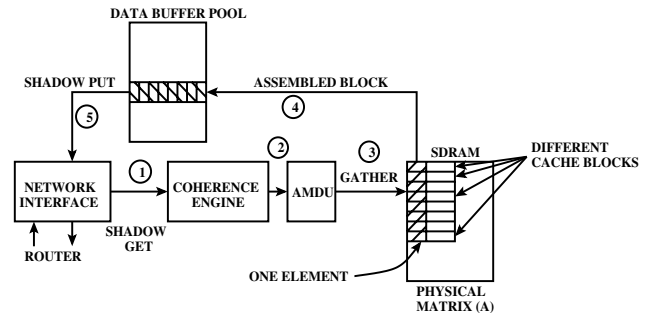 DATA BUFFER POOL
SHADOW PUT
ASSEMBLED BLOCK
4
5
SDRAM
DIFFERENT
CACHE BLOCKS
1
2
3
GATHER
NETWORK
INTERFACE
COHERENCE
ENGINE
AMDU
SHADOW
GET
ROUTER
ONE ELEMENT
PHYSICAL
MATRIX (A)